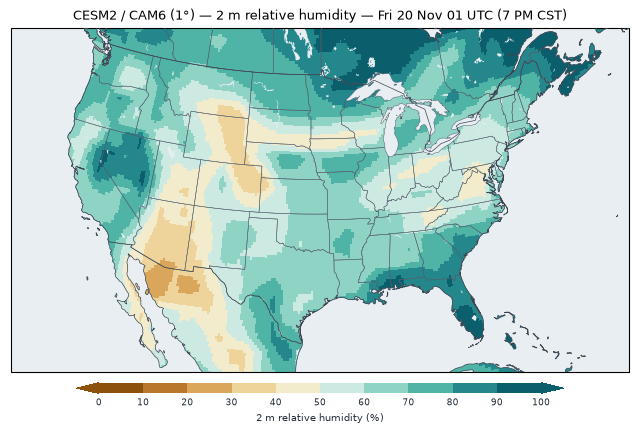 CESM2 / CAM6 (1°) — 2 m relative humidity — Fri 20 Nov 01 UTC (7 PM CST)
0 10 20 30 40 50 60 70 80 90 100
2 m relative humidity (%)